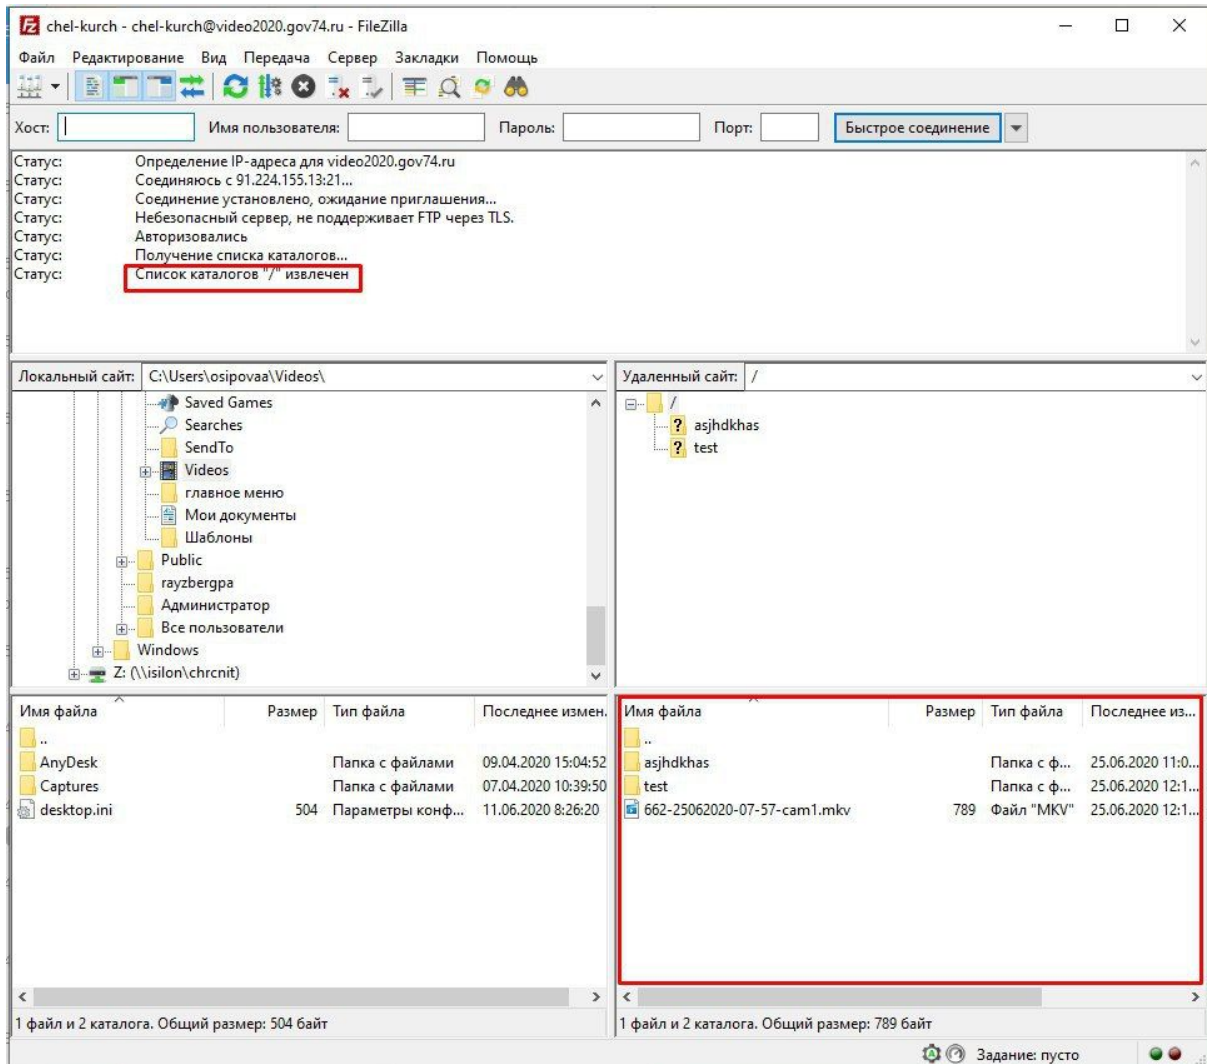 chel-kurch - chel-kurch@video2020.gov74.ru - FileZilla
Файл Редактирование Вид Передача Сервер Закладки Помощь
Хост: Имя пользователя: Пароль: Порт: Быстрое соединение
Статус: Определение IP-адреса для video2020.gov74.ru
Статус: Соединяюсь с 91.224.155.13:21...
Статус: Соединение установлено, ожидание приглашения...
Статус: Небезопасный сервер, не поддерживает FTP через TLS.
Статус: Авторизовались
Статус: Получение списка каталогов...
Статус: Список каталогов "/" извлечен
Локальный сайт: C:\Users\osipovaa\Videos\
Saved Games
Searches
SendTo
Videos
главное меню
Мои документы
Шаблоны
Public
rayzbergpa
Администратор
Все пользователи
Windows
Z: (\\isilon\chrcnit)
Удаленный сайт: /
/
asjhdkhas
test
Имя файла Размер Тип файла Последнее измен.
..
AnyDesk Папка с файлами 09.04.2020 15:04:52
Captures Папка с файлами 07.04.2020 10:39:50
desktop.ini 504 Параметры конф... 11.06.2020 8:26:20
1 файл и 2 каталога. Общий размер: 504 байт
Имя файла Размер Тип файла Последнее из...
..
asjhdkhas Папка с ф... 25.06.2020 11:0...
test Папка с ф... 25.06.2020 12:1...
662-25062020-07-57-cam1.mkv 789 Файл "MKV" 25.06.2020 12:1...
1 файл и 2 каталога. Общий размер: 789 байт
Задание: пусто